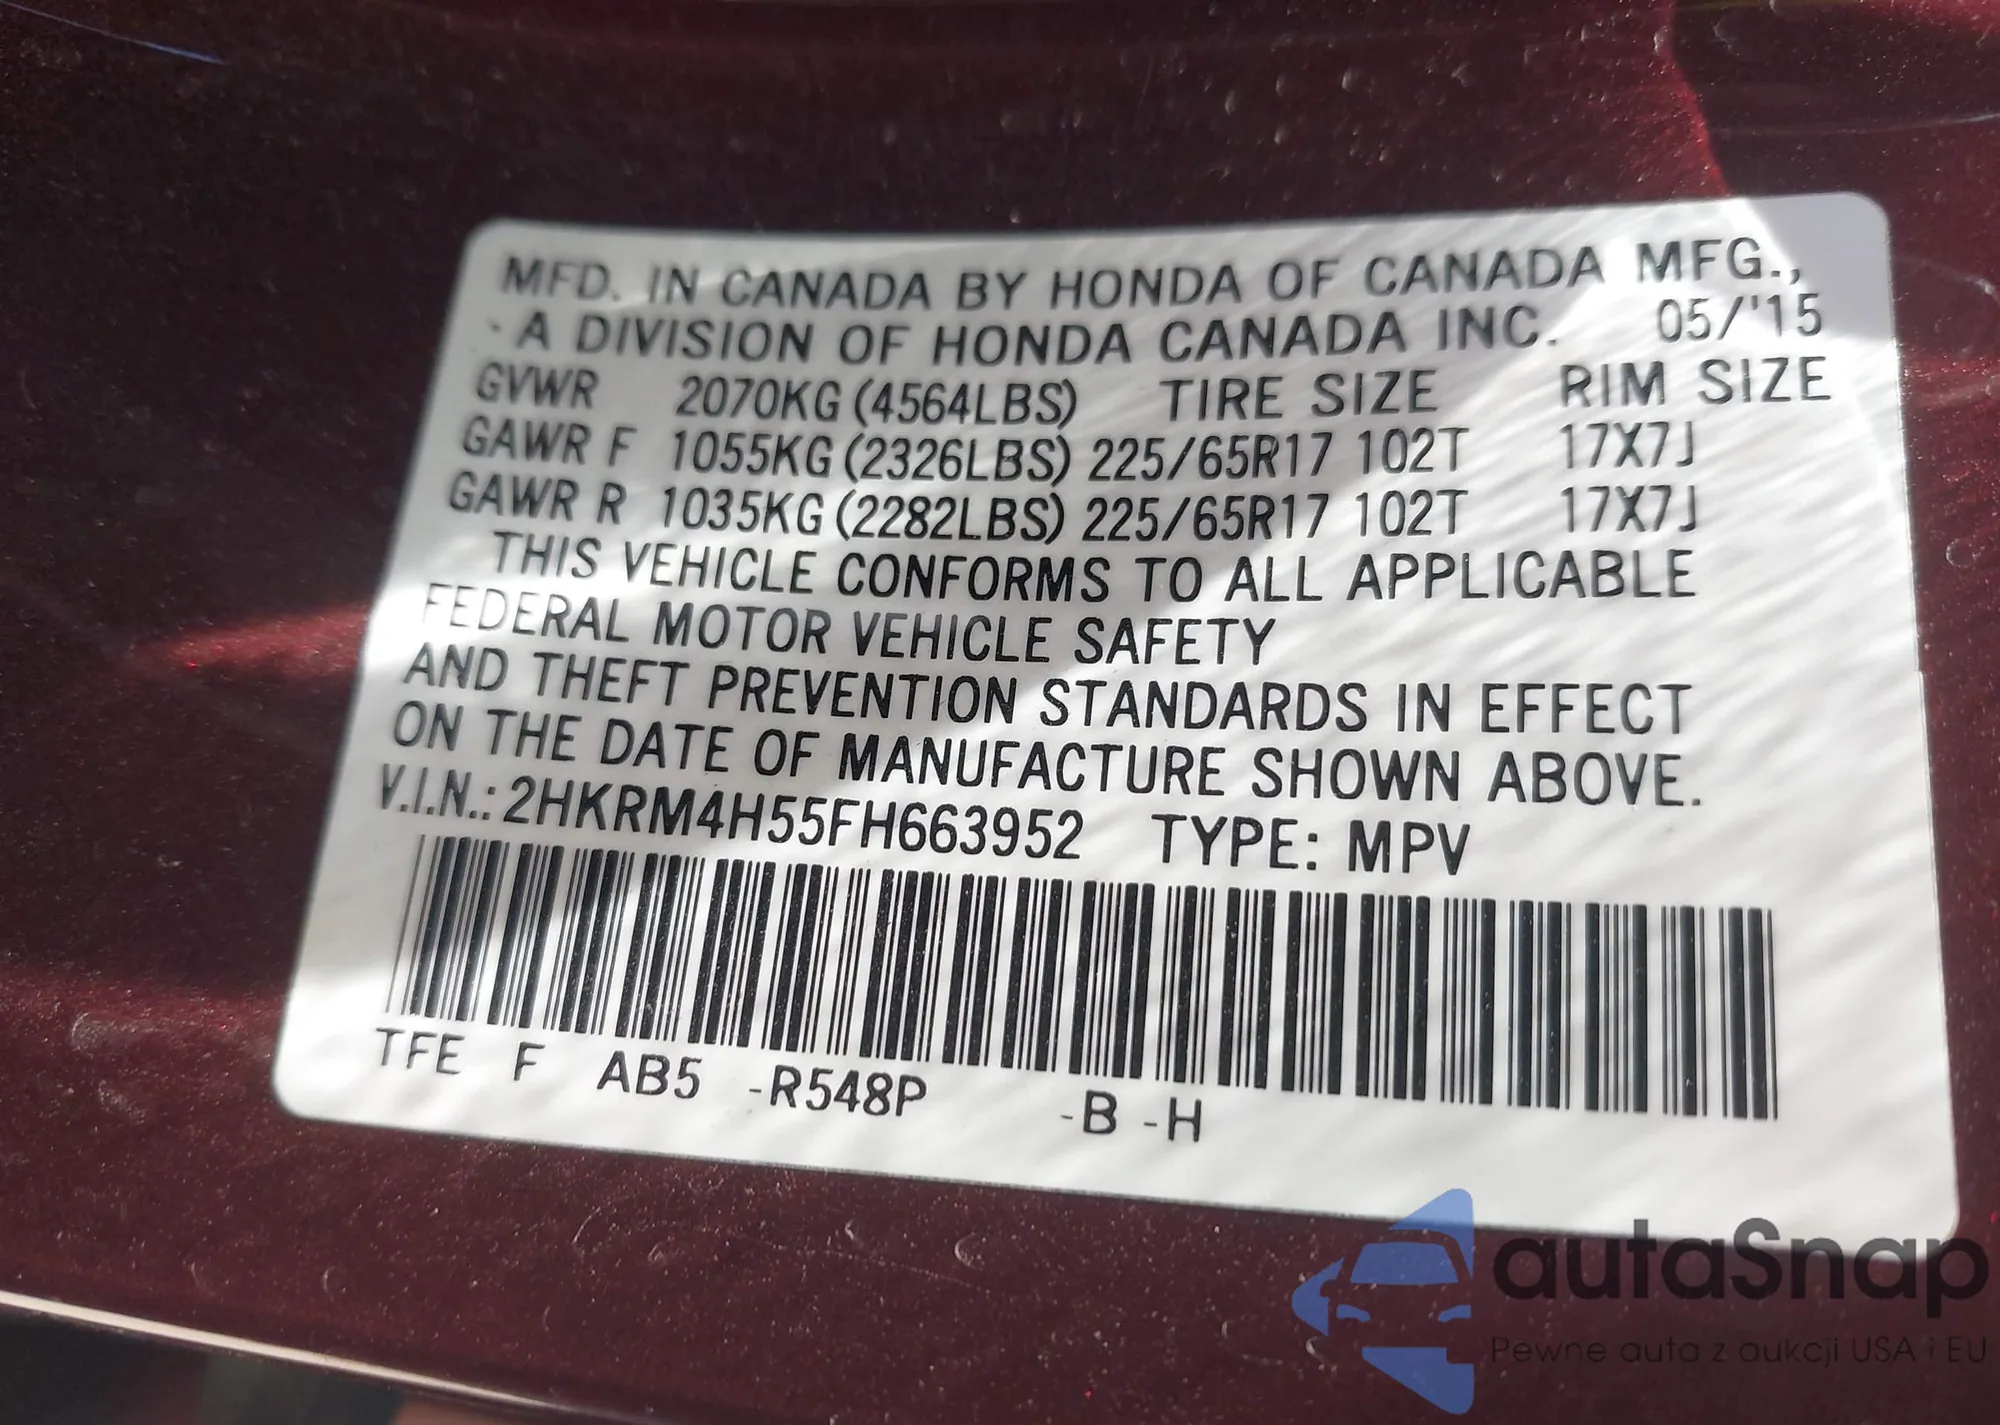 MFD. IN CANADA BY HONDA OF CANADA MFG.,
- A DIVISION OF HONDA CANADA INC. 05/'15
GVWR 2070KG (4564LBS) TIRE SIZE RIM SIZE
GAWR F 1055KG (2326LBS) 225/65R17 102T 17X7J
GAWR R 1035KG (2282LBS) 225/65R17 102T 17X7J
THIS VEHICLE CONFORMS TO ALL APPLICABLE
FEDERAL MOTOR VEHICLE SAFETY
AND THEFT PREVENTION STANDARDS IN EFFECT
ON THE DATE OF MANUFACTURE SHOWN ABOVE.
V.I.N.: 2HKRM4H55FH663952 TYPE: MPV
TFE F AB5 -R548P -B -H
autaSnap
Pewne auta z aukcji USA i EU